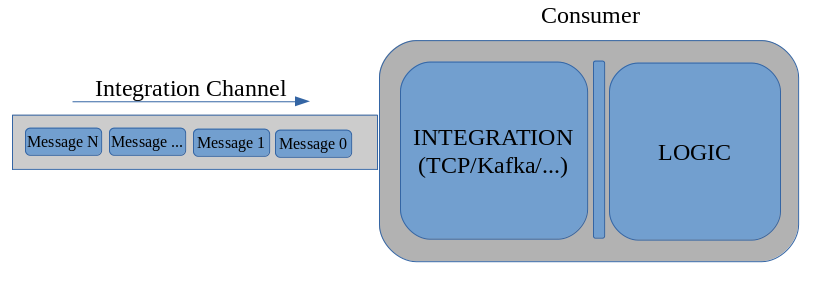 Consumer
Integration Channel
Message N
Message ...
Message 1
Message 0
INTEGRATION
(TCP/Kafka/...)
LOGIC